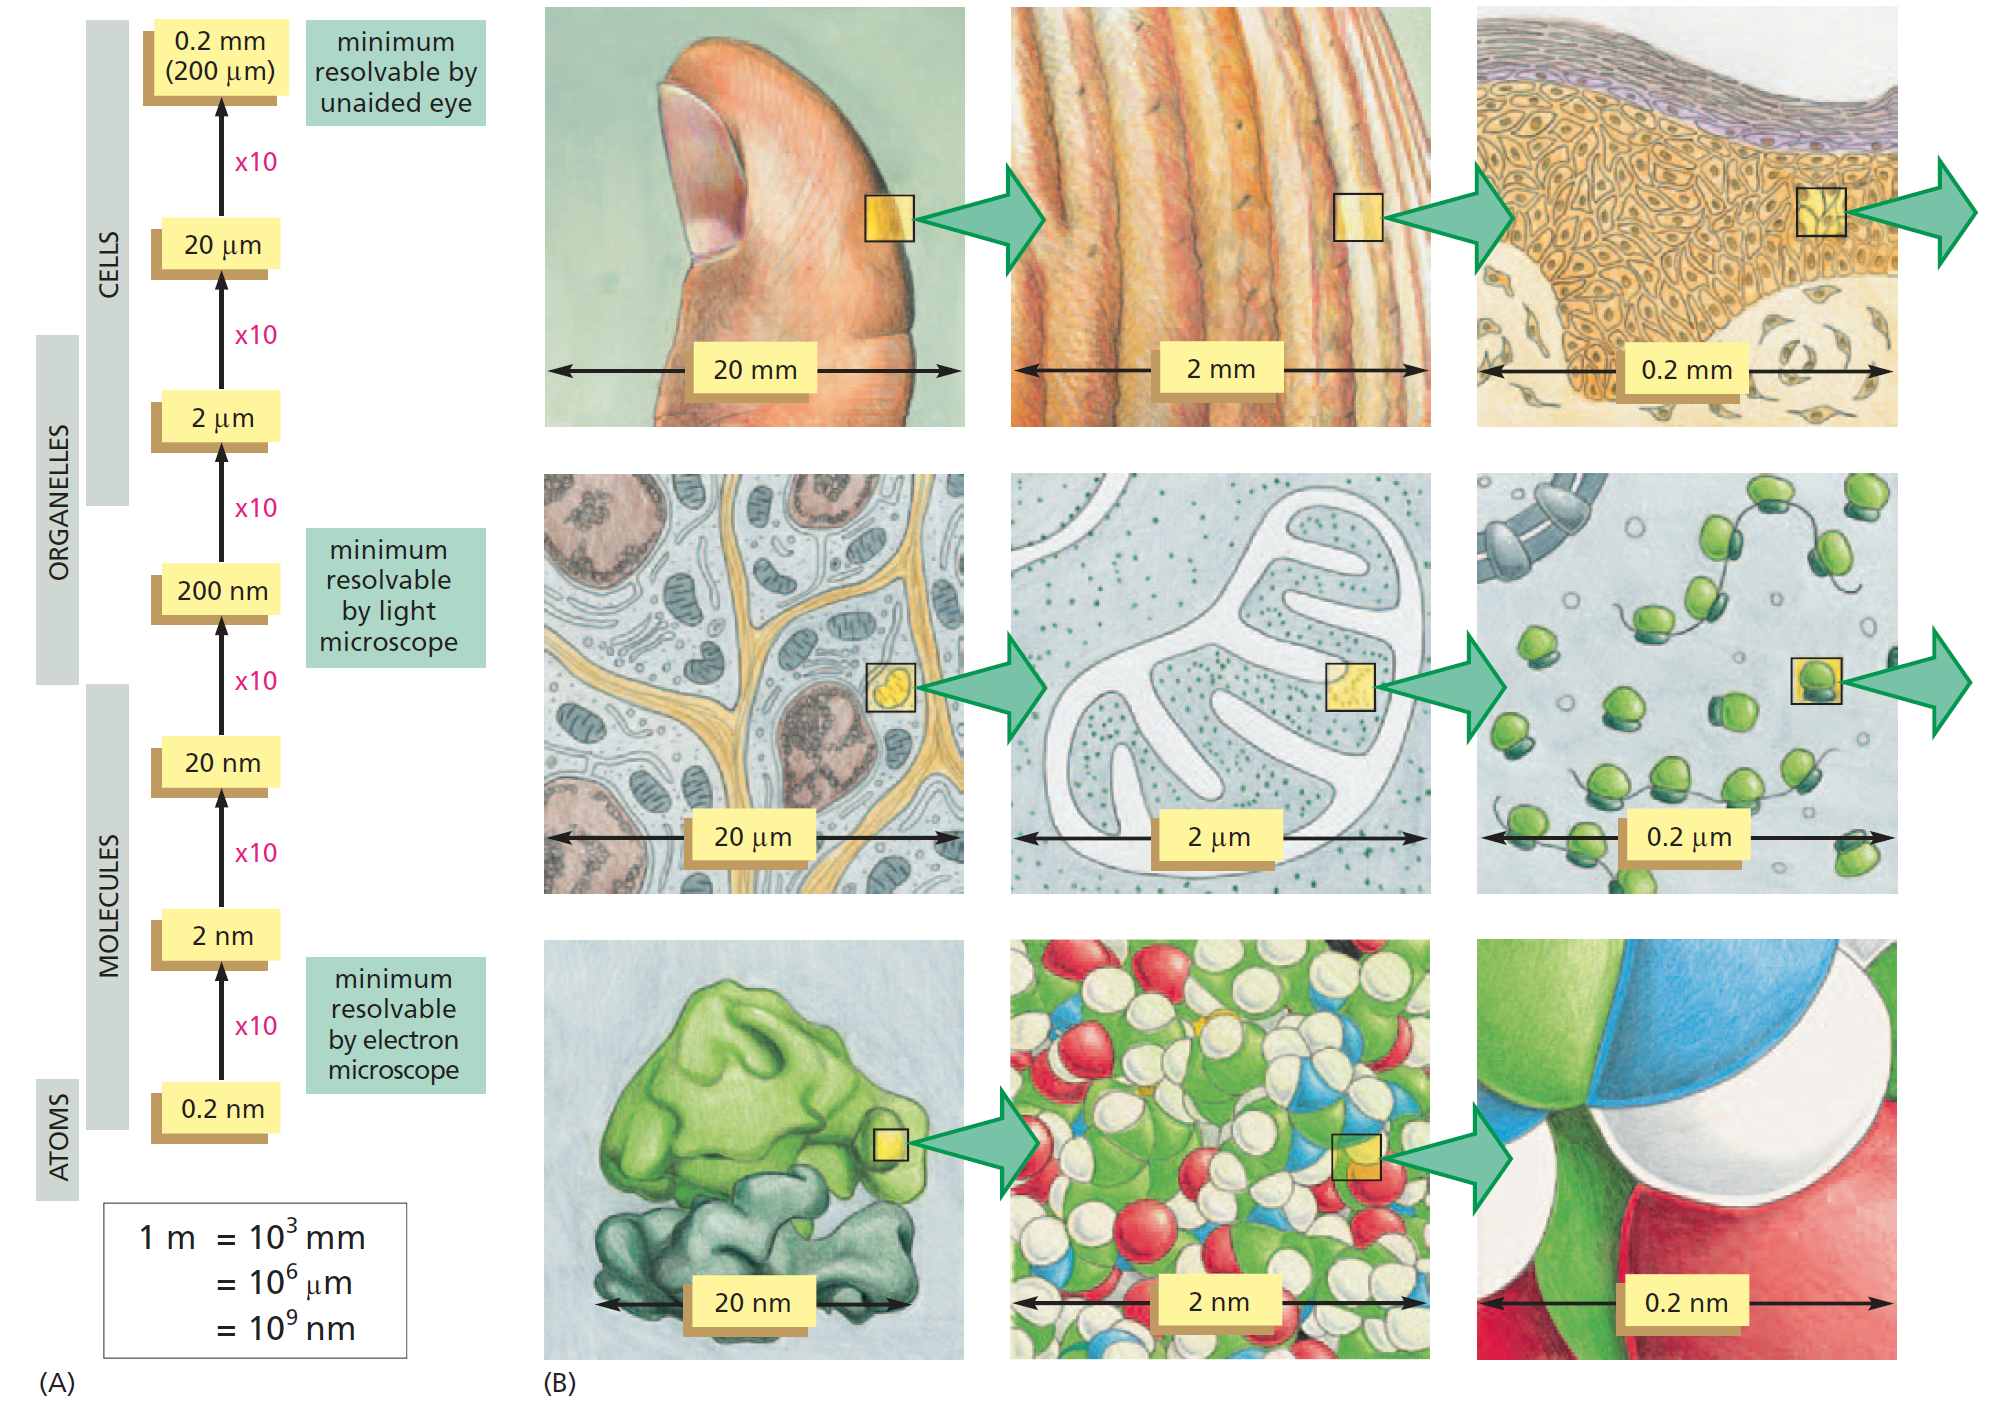 0.2 mm
(200 μm)
minimum
resolvable by
unaided eye
x10
20 μm
x10
2 μm
x10
200 nm
minimum
resolvable
by light
microscope
x10
20 nm
x10
2 nm
x10
0.2 nm
minimum
resolvable
by electron
microscope
CELLS
ORGANELLES
MOLECULES
ATOMS
1 m = 10³ mm
= 10⁶ μm
= 10⁹ nm
(A)
20 mm
2 mm
0.2 mm
20 μm
2 μm
0.2 μm
20 nm
2 nm
0.2 nm
(B)